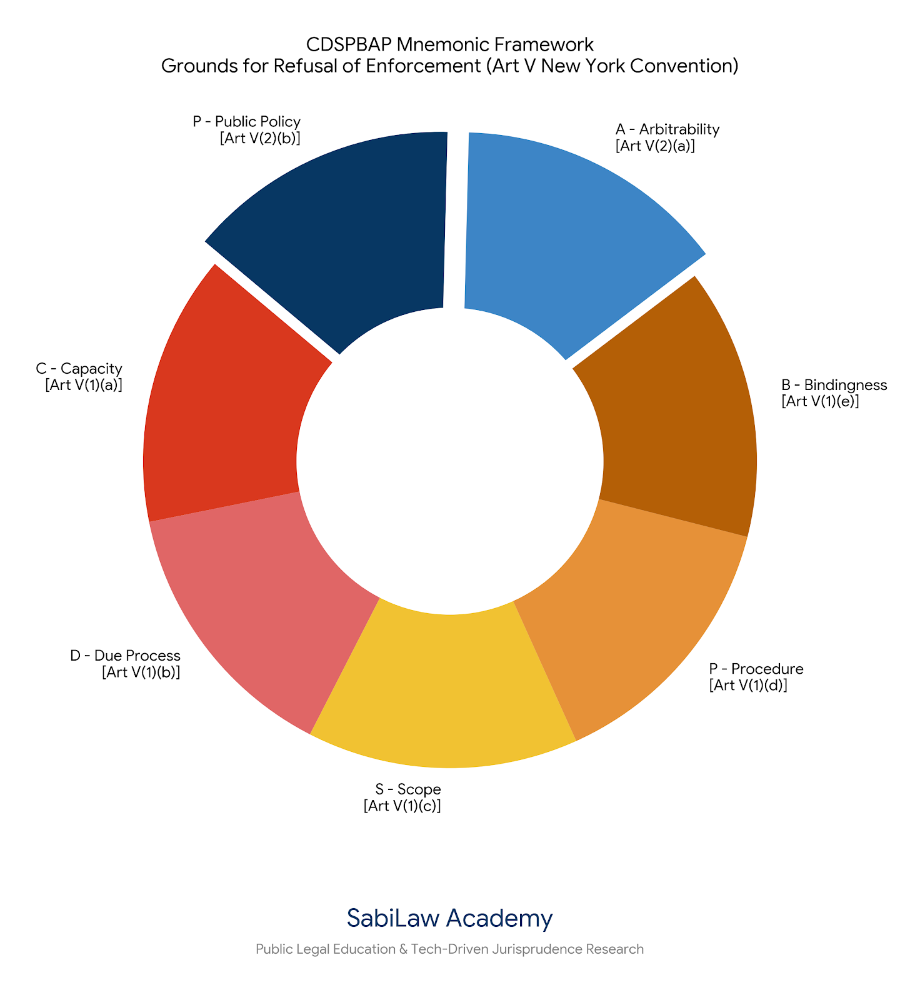 CDSPBAP Mnemonic Framework
Grounds for Refusal of Enforcement (Art V New York Convention)
P - Public Policy
[Art V(2)(b)]
A - Arbitrability
[Art V(2)(a)]
C - Capacity
[Art V(1)(a)]
B - Bindingness
[Art V(1)(e)]
D - Due Process
[Art V(1)(b)]
P - Procedure
[Art V(1)(d)]
S - Scope
[Art V(1)(c)]
SabiLaw Academy
Public Legal Education & Tech-Driven Jurisprudence Research